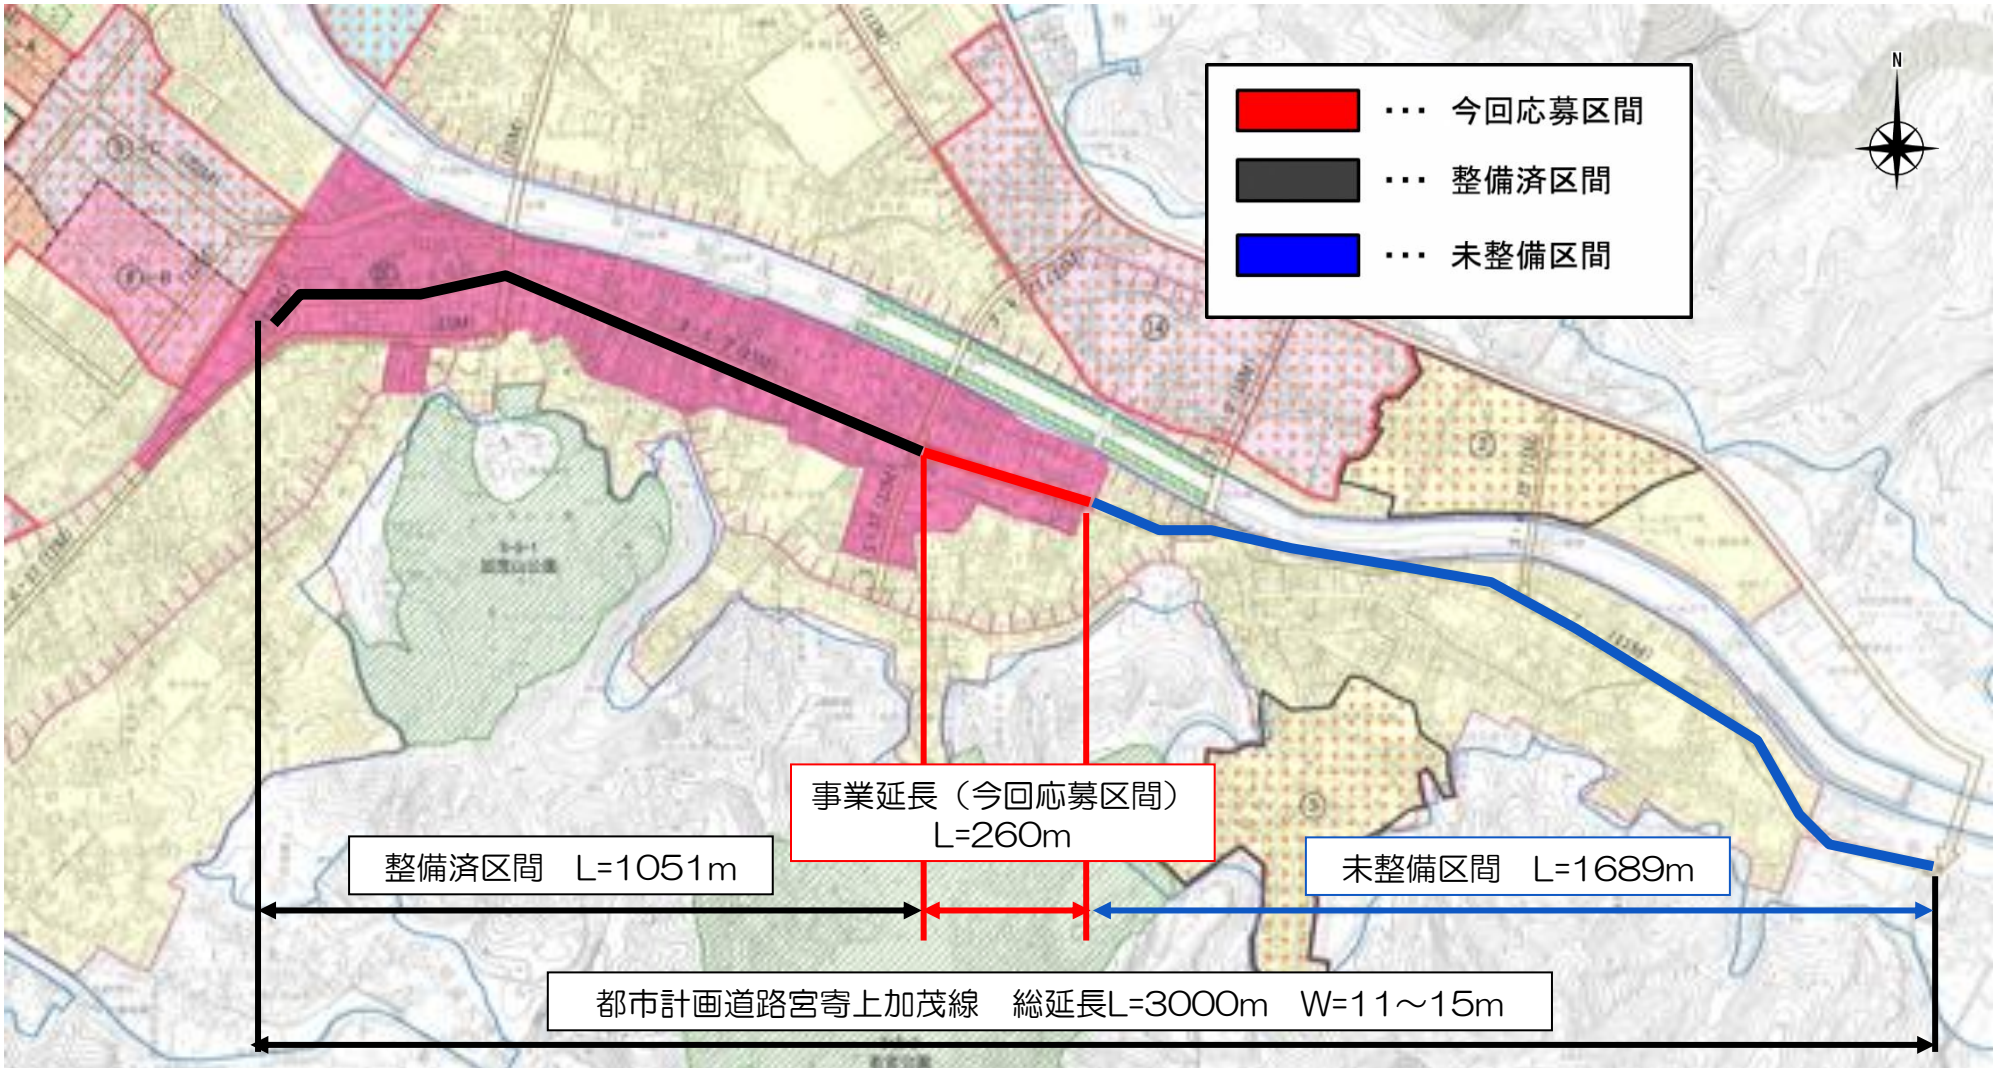 N
… 今回応募区間
… 整備済区間
… 未整備区間
14
事業延長（今回応募区間）
L=260m
整備済区間　L=1051m
未整備区間　L=1689m
都市計画道路宮寄上加茂線　総延長L=3000m　W=11～15m